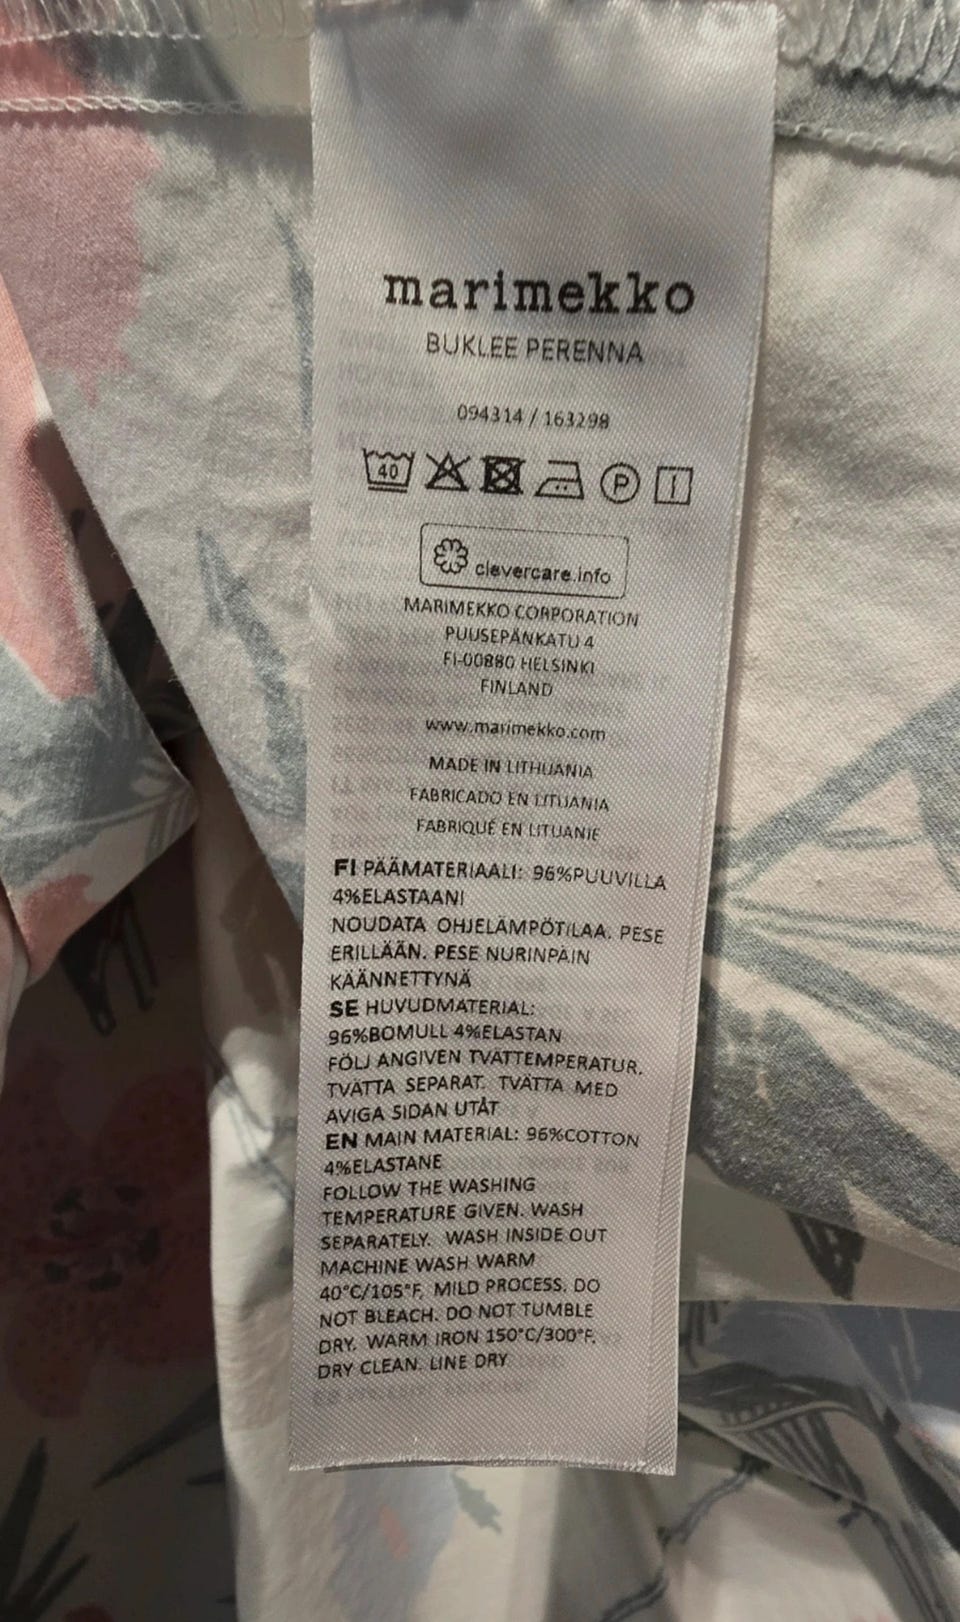 marimekko
BUKLEE PERENNA
094314 / 163298
40
P
clevercare.info
MARIMEKKO CORPORATION
PUUSEPÄNKATU 4
FI-00880 HELSINKI
FINLAND
www.marimekko.com
MADE IN LITHUANIA
FABRICADO EN LITUANIA
FABRIQUÉ EN LITUANIE
FI PÄÄMATERIAALI: 96%PUUVILLA
4%ELASTAANI
NOUDATA OHJELÄMPÖTILAA. PESE
ERILLÄÄN. PESE NURINPÄIN
KÄÄNNETTYNÄ
SE HUVUDMATERIAL:
96%BOMULL 4%ELASTAN
FÖLJ ANGIVEN TVÄTTEMPERATUR.
TVÄTTA SEPARAT. TVÄTTA MED
AVIGA SIDAN UTÅT
EN MAIN MATERIAL: 96%COTTON
4%ELASTANE
FOLLOW THE WASHING
TEMPERATURE GIVEN. WASH
SEPARATELY. WASH INSIDE OUT
MACHINE WASH WARM
40°C/105°F, MILD PROCESS. DO
NOT BLEACH. DO NOT TUMBLE
DRY. WARM IRON 150°C/300°F.
DRY CLEAN. LINE DRY